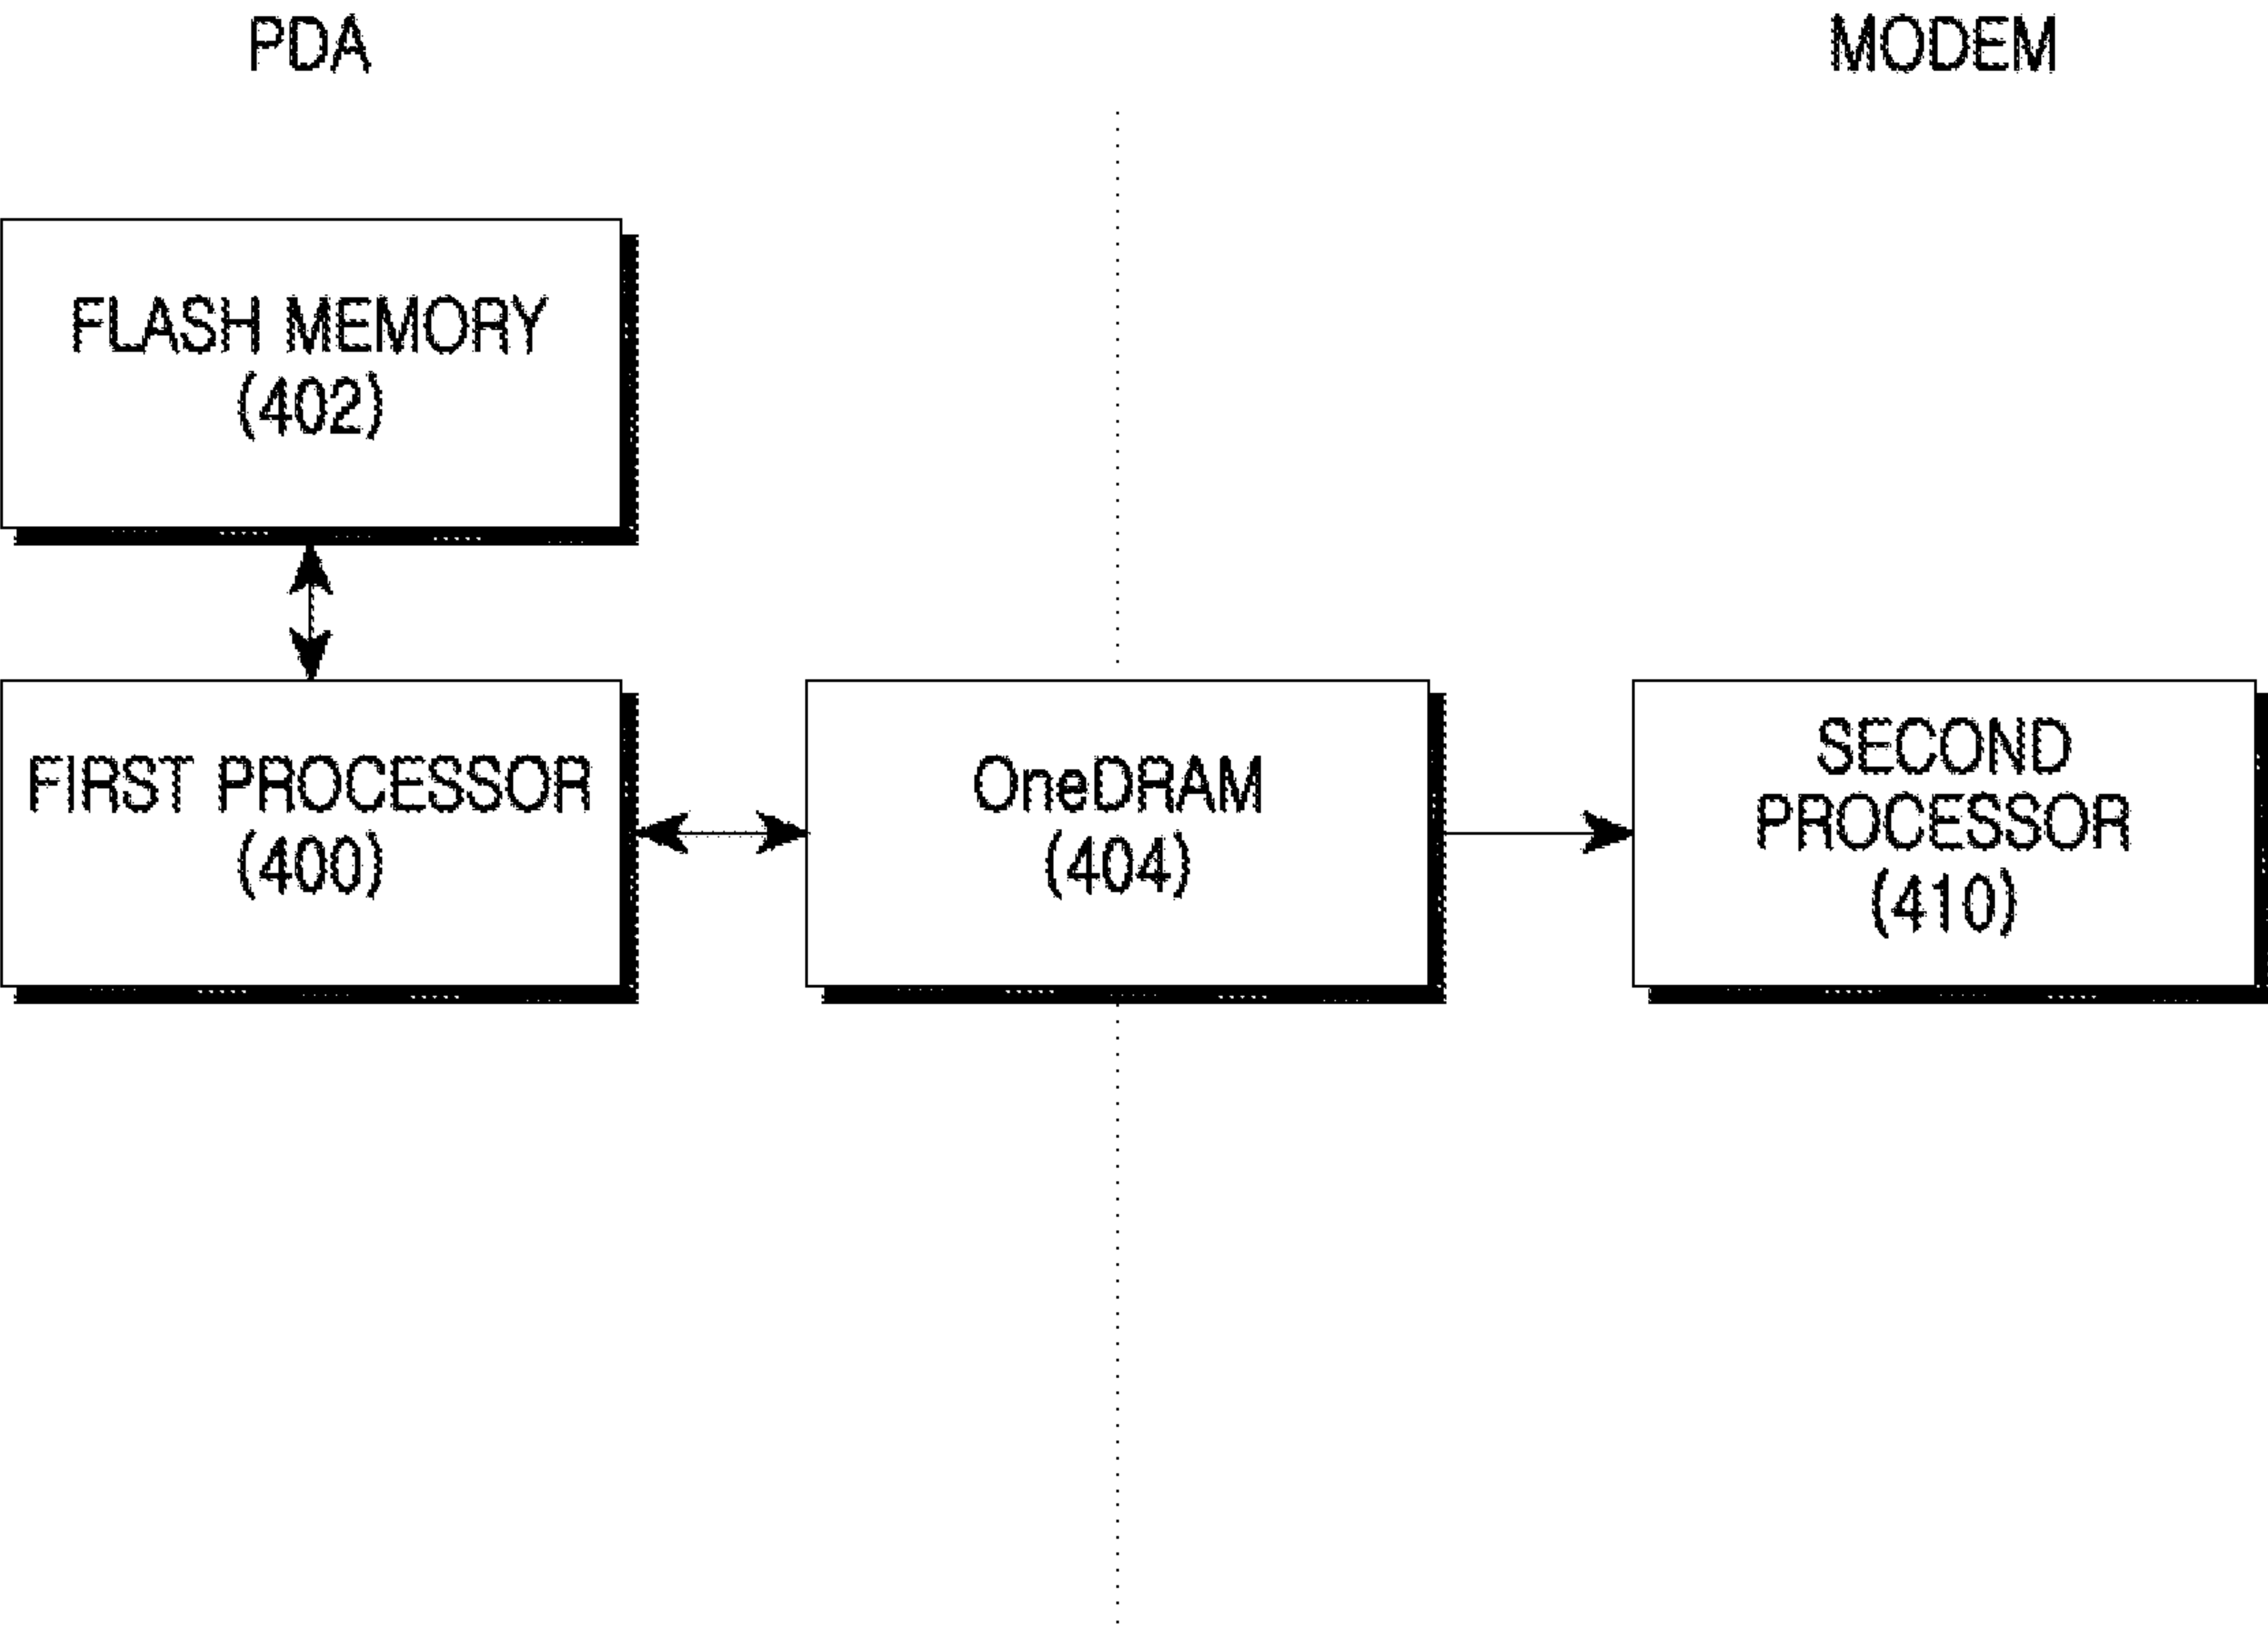 PDA
MODEM
FLASH MEMORY
(402)
FIRST PROCESSOR
(400)
OneDRAM
(404)
SECOND
PROCESSOR
(410)